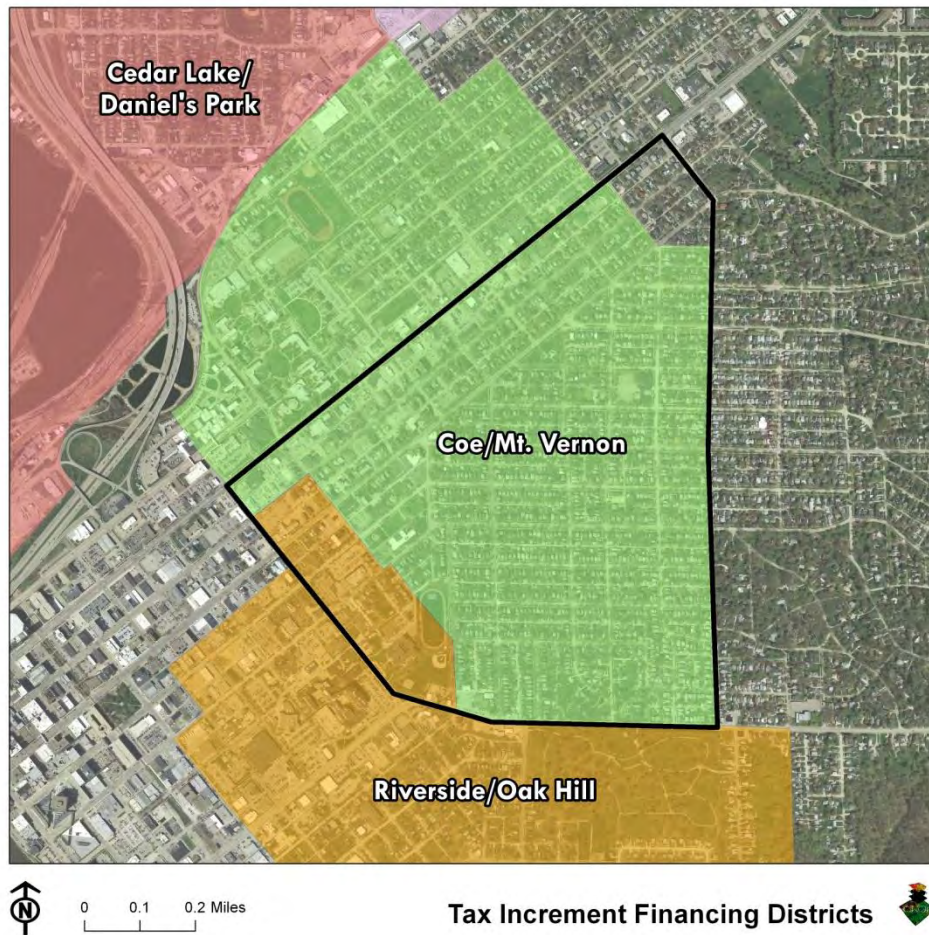 Cedar Lake/
Daniel's Park
Coe/Mt. Vernon
Riverside/Oak Hill
N
0 0.1 0.2 Miles
Tax Increment Financing Districts